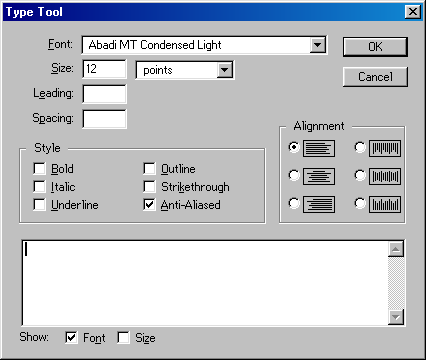 Type Tool
Font: Abadi MT Condensed Light
OK
Size: 12 points
Cancel
Leading:
Spacing:
Alignment
Style
Bold Outline
Italic Strikethrough
Underline Anti-Aliased
Show: Font Size